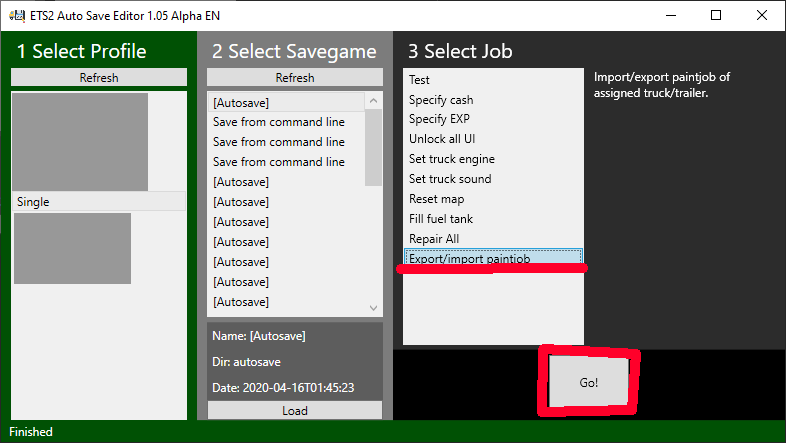 ETS2 Auto Save Editor 1.05 Alpha EN
1 Select Profile
Refresh
Single
2 Select Savegame
Refresh
[Autosave]
Save from command line
Save from command line
Save from command line
[Autosave]
[Autosave]
[Autosave]
[Autosave]
[Autosave]
[Autosave]
[Autosave]
Name: [Autosave]
Dir: autosave
Date: 2020-04-16T01:45:23
Load
3 Select Job
Test
Specify cash
Specify EXP
Unlock all UI
Set truck engine
Set truck sound
Reset map
Fill fuel tank
Repair All
Export/import paintjob
Import/export paintjob of
assigned truck/trailer.
Go!
Finished